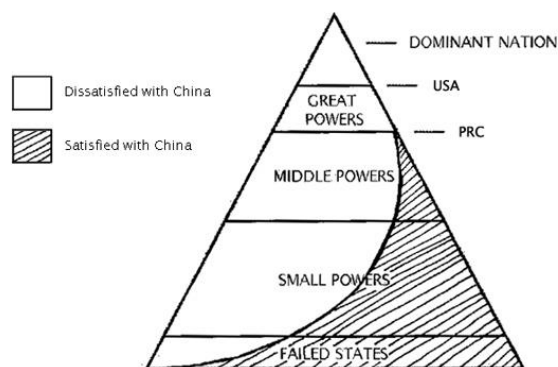 DOMINANT NATION
USA
Dissatisfied with China
GREAT
POWERS
PRC
Satisfied with China
MIDDLE POWERS
SMALL POWERS
FAILED STATES